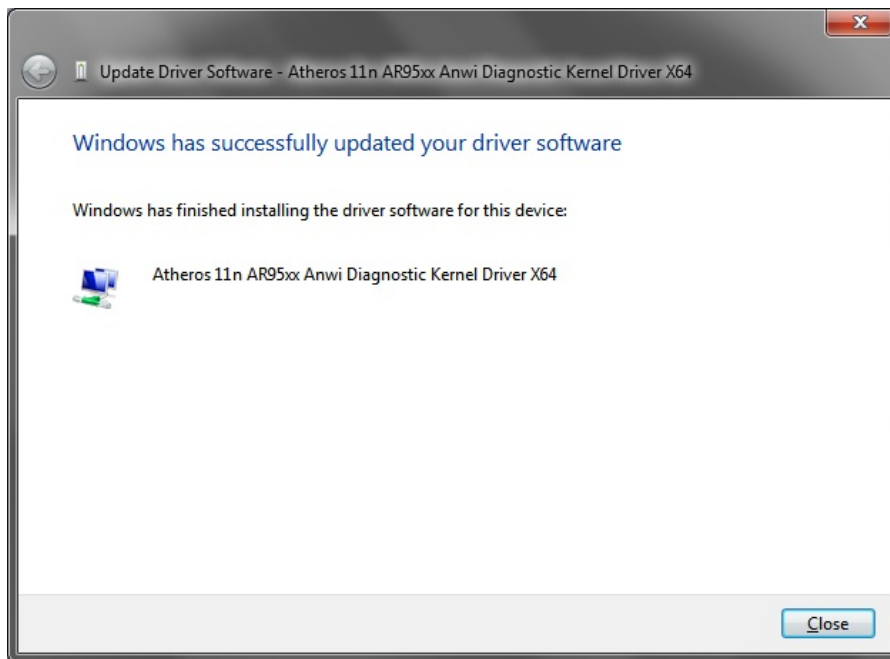 Update Driver Software - Atheros 11n AR95xx Anwi Diagnostic Kernel Driver X64
Windows has successfully updated your driver software
Windows has finished installing the driver software for this device:
Atheros 11n AR95xx Anwi Diagnostic Kernel Driver X64
Close